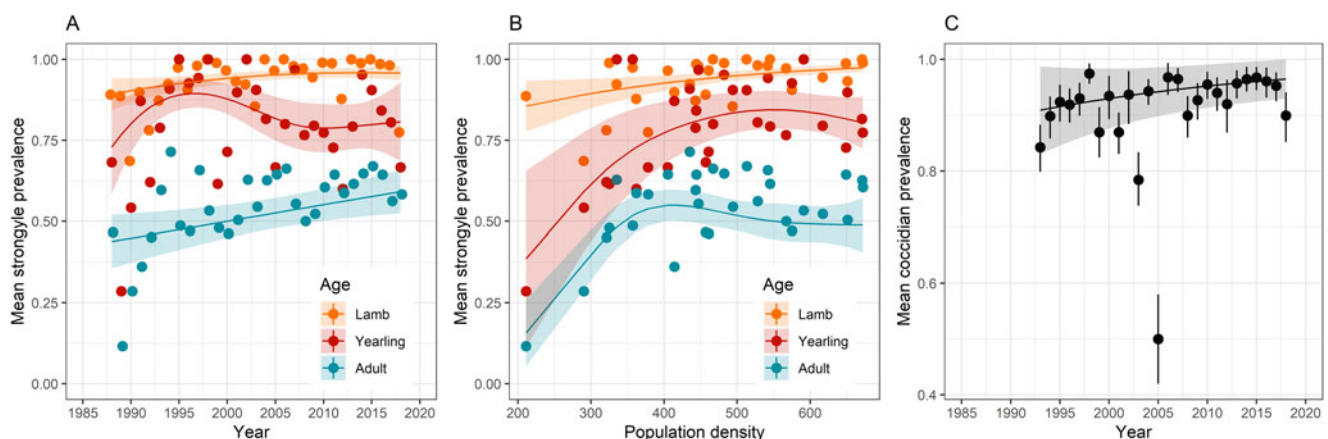 A
Mean strongyle prevalence
1.00
0.75
0.50
0.25
0.00
Age
Lamb
Yearling
Adult
1985 1990 1995 2000 2005 2010 2015 2020
Year
B
Mean strongyle prevalence
1.00
0.75
0.50
0.25
0.00
Age
Lamb
Yearling
Adult
200 300 400 500 600
Population density
C
Mean coccidian prevalence
1.0
0.8
0.6
0.4
1985 1990 1995 2000 2005 2010 2015 2020
Year